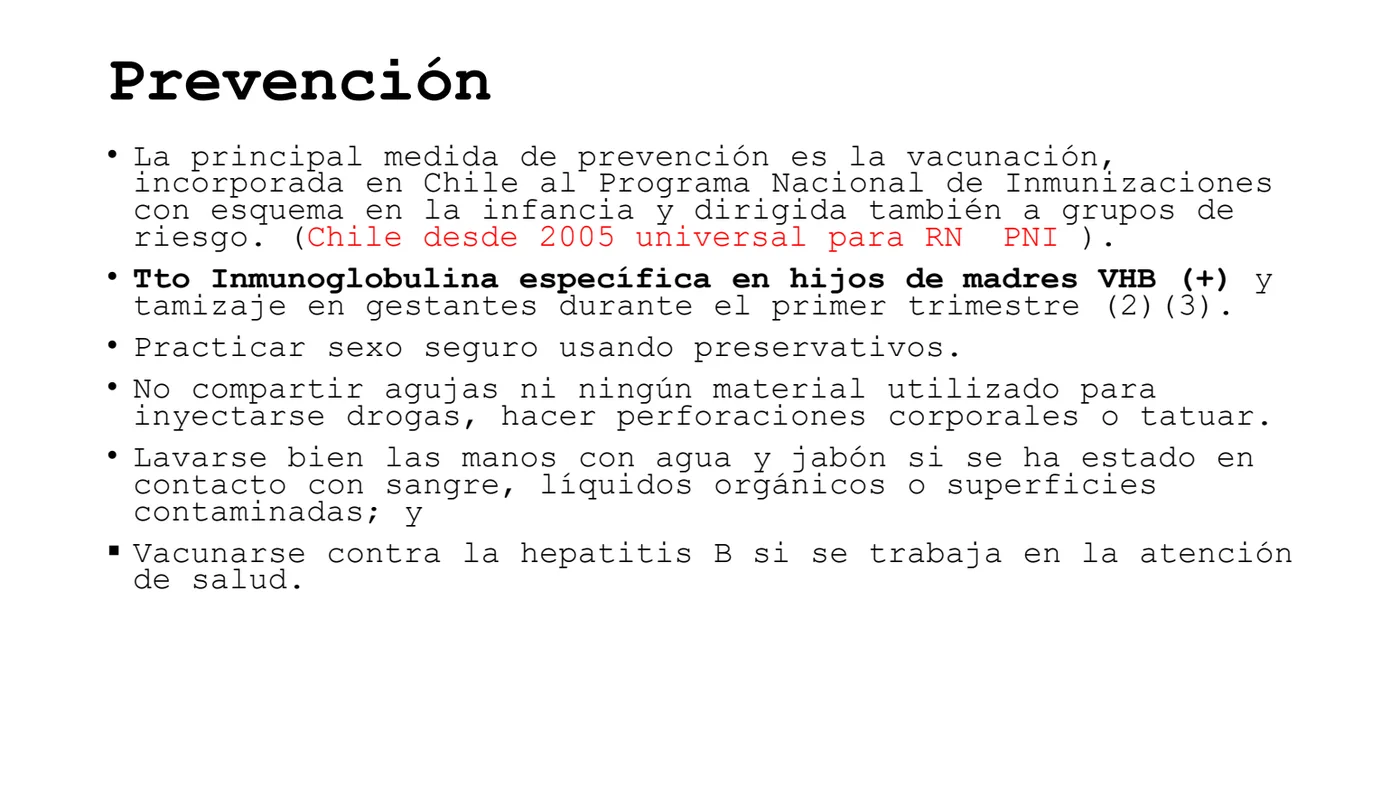 Prevención
• La principal medida de prevención es la vacunación,
incorporada en Chile al Programa Nacional de Inmunizaciones
con esquema en la infancia y dirigida también a grupos de
riesgo. (Chile desde 2005 universal para RN  PNI ).
• Tto Inmunoglobulina específica en hijos de madres VHB (+) y
tamizaje en gestantes durante el primer trimestre (2)(3).
• Practicar sexo seguro usando preservativos.
• No compartir agujas ni ningún material utilizado para
inyectarse drogas, hacer perforaciones corporales o tatuar.
• Lavarse bien las manos con agua y jabón si se ha estado en
contacto con sangre, líquidos orgánicos o superficies
contaminadas; y
▪ Vacunarse contra la hepatitis B si se trabaja en la atención
de salud.